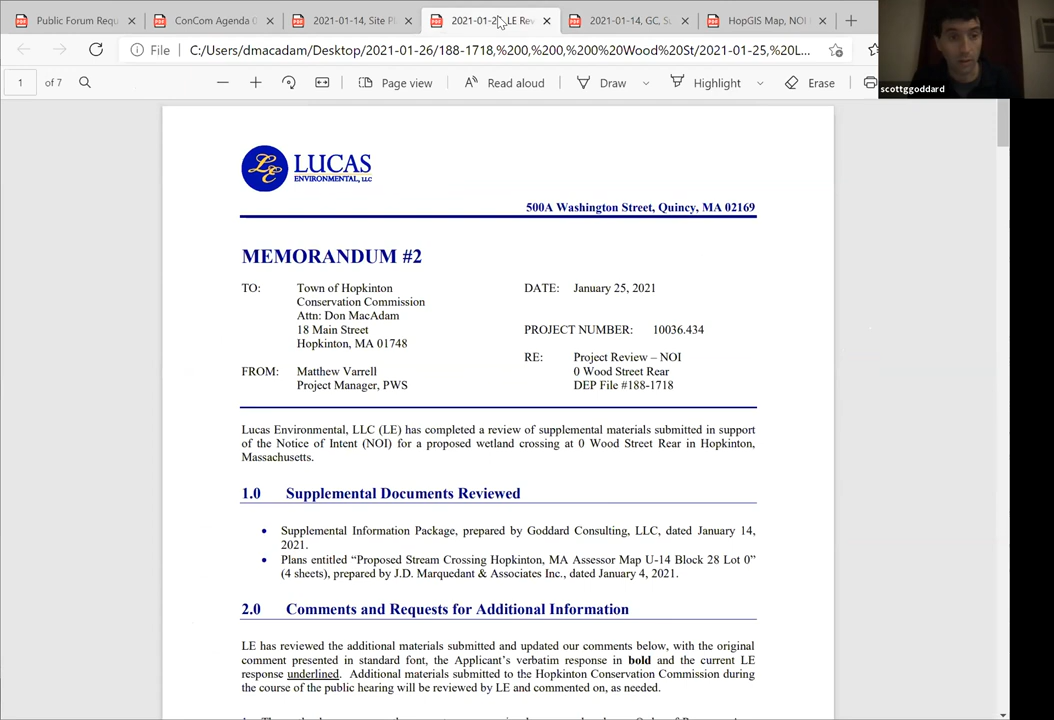 Public Forum Requ
ConCom Agenda 0
2021-01-14, Site Pl
2021-01-2 LE Rev
2021-01-14, GC, Su
HopGIS Map, NOI
File
C:/Users/dmacadam/Desktop/2021-01-26/188-1718,%200,%200,%200%20Wood%20St/2021-01-25,%20L...
1 of 7
Page view
Read aloud
Draw
Highlight
Erase
scottggoddard
LE
LUCAS
ENVIRONMENTAL, LLC
500A Washington Street, Quincy, MA 02169
MEMORANDUM #2
TO: Town of Hopkinton
Conservation Commission
Attn: Don MacAdam
18 Main Street
Hopkinton, MA 01748
DATE: January 25, 2021
PROJECT NUMBER: 10036.434
RE: Project Review – NOI
0 Wood Street Rear
DEP File #188-1718
FROM: Matthew Varrell
Project Manager, PWS
Lucas Environmental, LLC (LE) has completed a review of supplemental materials submitted in support
of the Notice of Intent (NOI) for a proposed wetland crossing at 0 Wood Street Rear in Hopkinton,
Massachusetts.
1.0 Supplemental Documents Reviewed
• Supplemental Information Package, prepared by Goddard Consulting, LLC, dated January 14,
2021.
• Plans entitled “Proposed Stream Crossing Hopkinton, MA Assessor Map U-14 Block 28 Lot 0”
(4 sheets), prepared by J.D. Marquedant & Associates Inc., dated January 4, 2021.
2.0 Comments and Requests for Additional Information
LE has reviewed the additional materials submitted and updated our comments below, with the original
comment presented in standard font, the Applicant’s verbatim response in bold and the current LE
response underlined. Additional materials submitted to the Hopkinton Conservation Commission during
the course of the public hearing will be reviewed by LE and commented on, as needed.